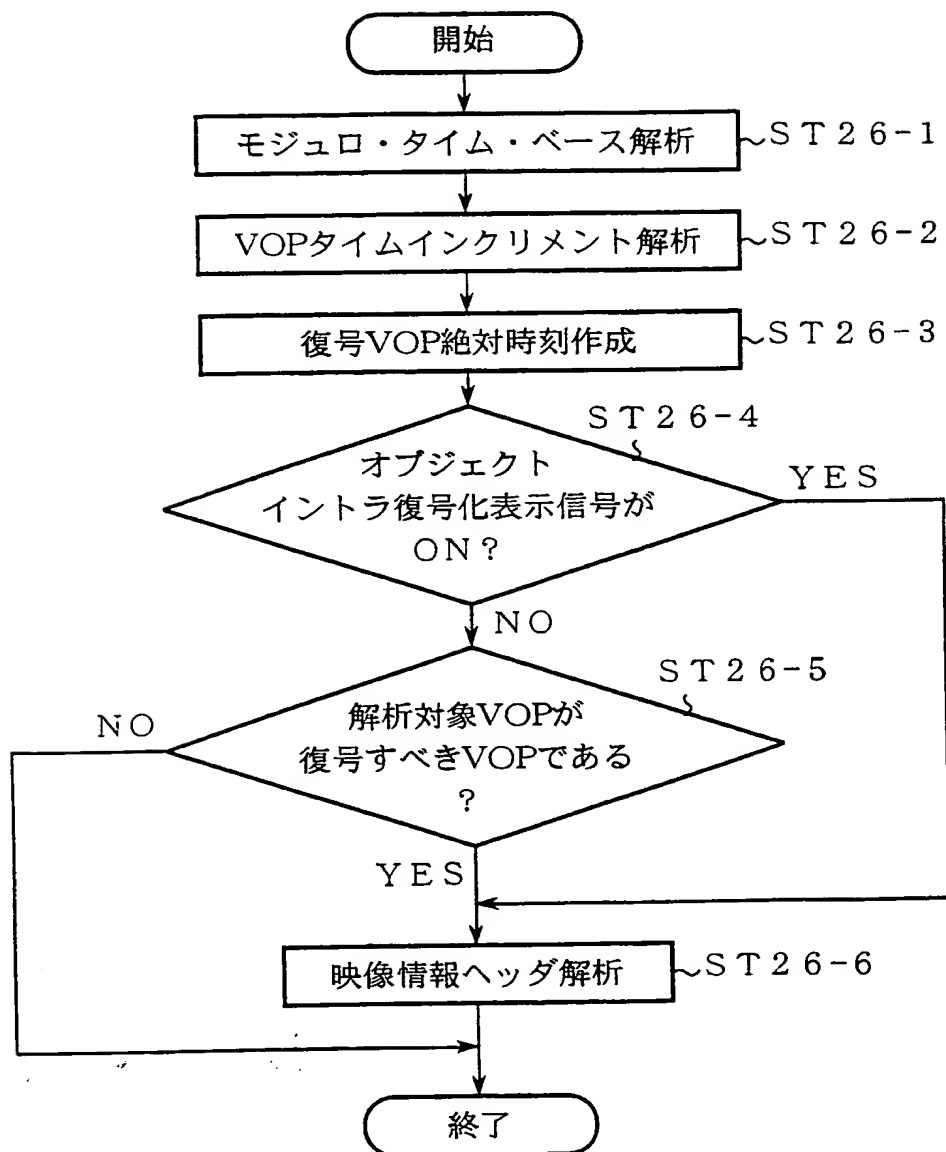 開始
モジュロ・タイム・ベース解析
ST26-1
VOPタイムインクリメント解析
ST26-2
復号VOP絶対時刻作成
ST26-3
ST26-4
オブジェクト
イントラ復号化表示信号が
ON?
YES
NO
ST26-5
解析対象VOPが
復号すべきVOPである
?
NO
YES
映像情報ヘッダ解析
ST26-6
終了